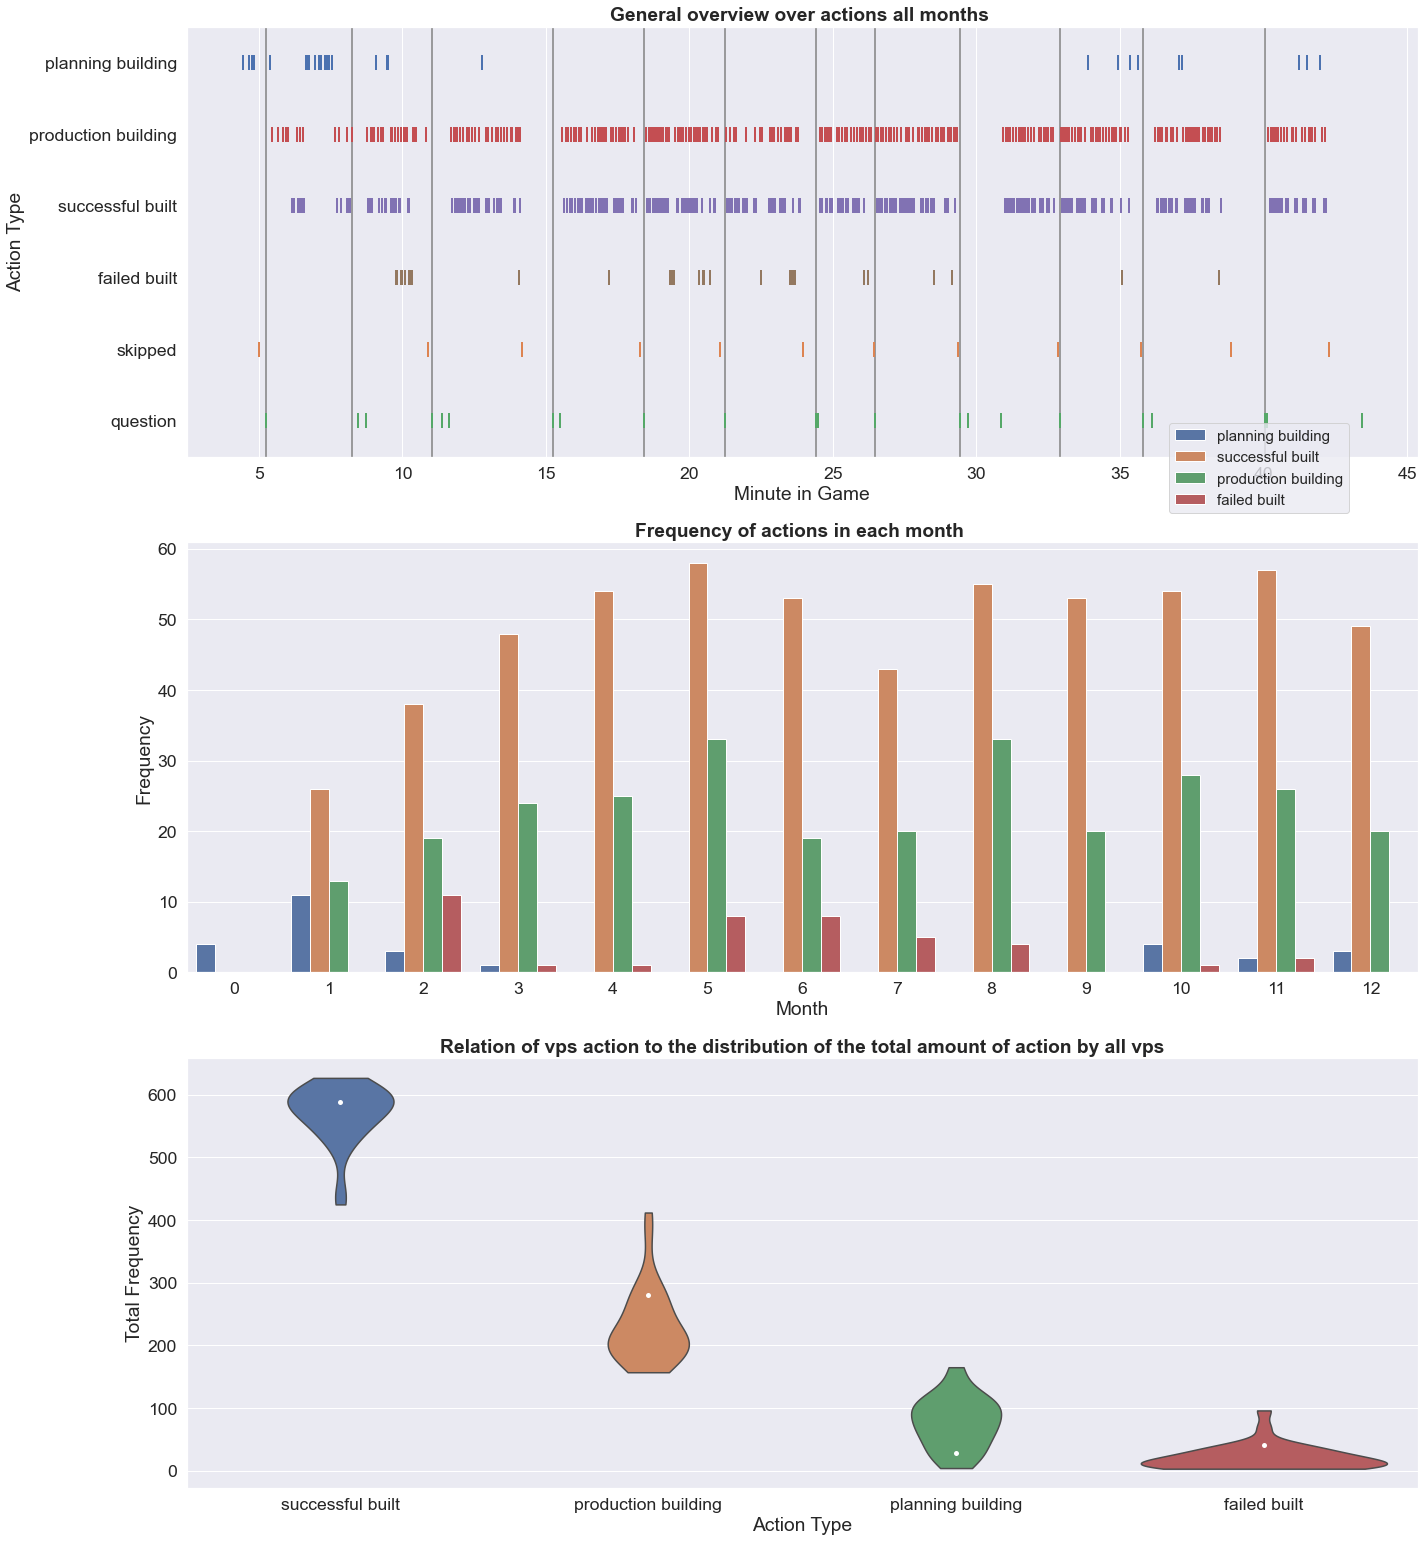 General overview over actions all months
planning building
production building
successful built
failed built
skipped
question
Action Type
5 10 15 20 25 30 35 40 45
Minute in Game
planning building
successful built
production building
failed built
Frequency of actions in each month
60
50
40
30
20
10
0
Frequency
0 1 2 3 4 5 6 7 8 9 10 11 12
Month
Relation of vps action to the distribution of the total amount of action by all vps
600
500
400
300
200
100
0
Total Frequency
successful built production building planning building failed built
Action Type